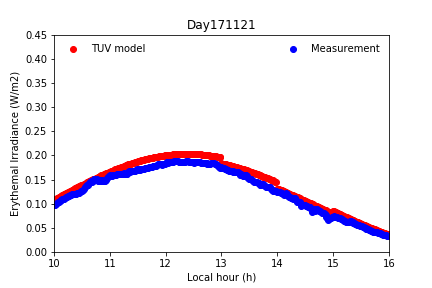 Day171121
TUV model
Measurement
Erythemal Irradiance (W/m2)
0.45
0.40
0.35
0.30
0.25
0.20
0.15
0.10
0.05
0.00
10 11 12 13 14 15 16
Local hour (h)